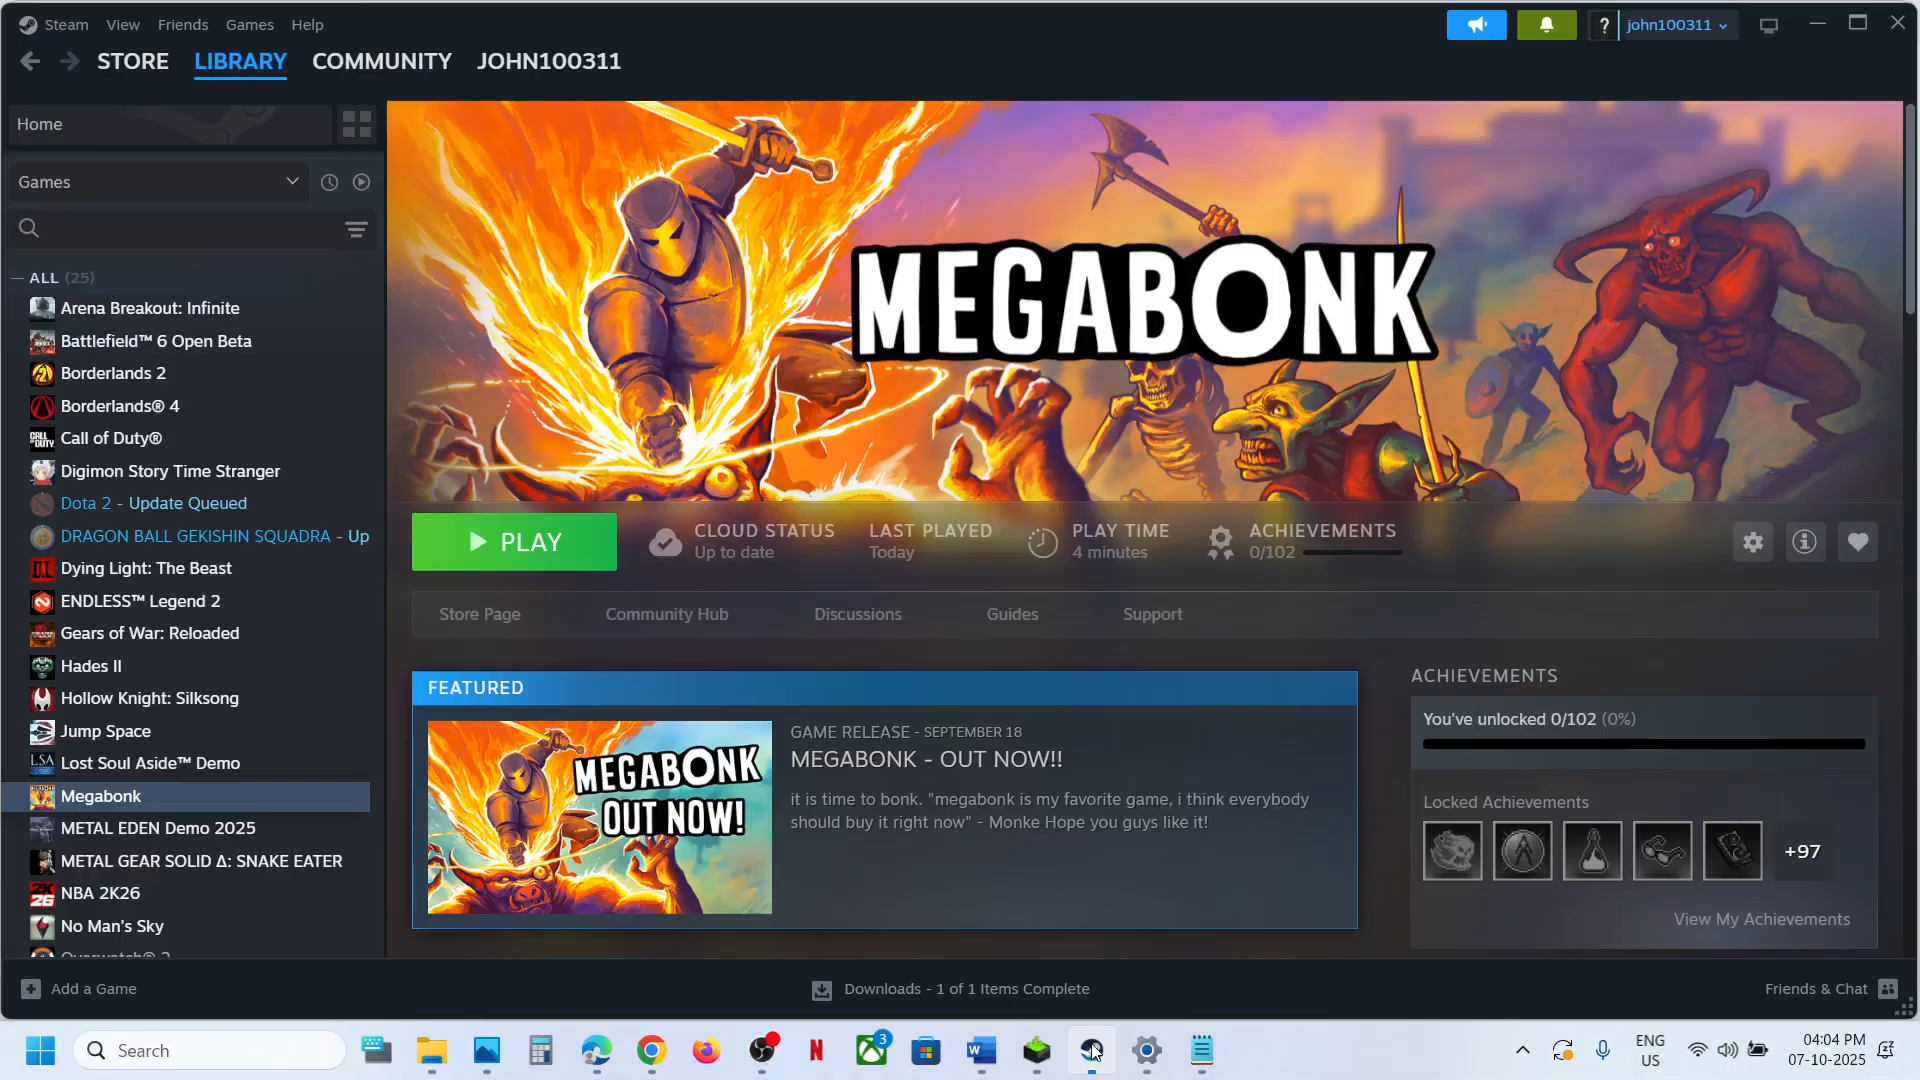 Steam View Friends Games Help
? john100311
STORE LIBRARY COMMUNITY JOHN100311
Home
Games
ALL (25)
Arena Breakout: Infinite
Battlefield™ 6 Open Beta
Borderlands 2
Borderlands® 4
Call of Duty®
Digimon Story Time Stranger
Dota 2 - Update Queued
DRAGON BALL GEKISHIN SQUADRA - Up
Dying Light: The Beast
ENDLESS™ Legend 2
Gears of War: Reloaded
Hades II
Hollow Knight: Silksong
Jump Space
Lost Soul Aside™ Demo
Megabonk
METAL EDEN Demo 2025
METAL GEAR SOLID Δ: SNAKE EATER
NBA 2K26
No Man's Sky
Overwatch® 2
MEGABONK
PLAY
CLOUD STATUS
Up to date
LAST PLAYED
Today
PLAY TIME
4 minutes
ACHIEVEMENTS
0/102
Store Page Community Hub Discussions Guides Support
FEATURED
MEGABONK
OUT NOW!
GAME RELEASE - SEPTEMBER 18
MEGABONK - OUT NOW!!
it is time to bonk. "megabonk is my favorite game, i think everybody
should buy it right now" - Monke Hope you guys like it!
ACHIEVEMENTS
You've unlocked 0/102 (0%)
Locked Achievements
+97
View My Achievements
Add a Game
Downloads - 1 of 1 Items Complete
Friends & Chat
Search
3
ENG
US
04:04 PM
07-10-2025